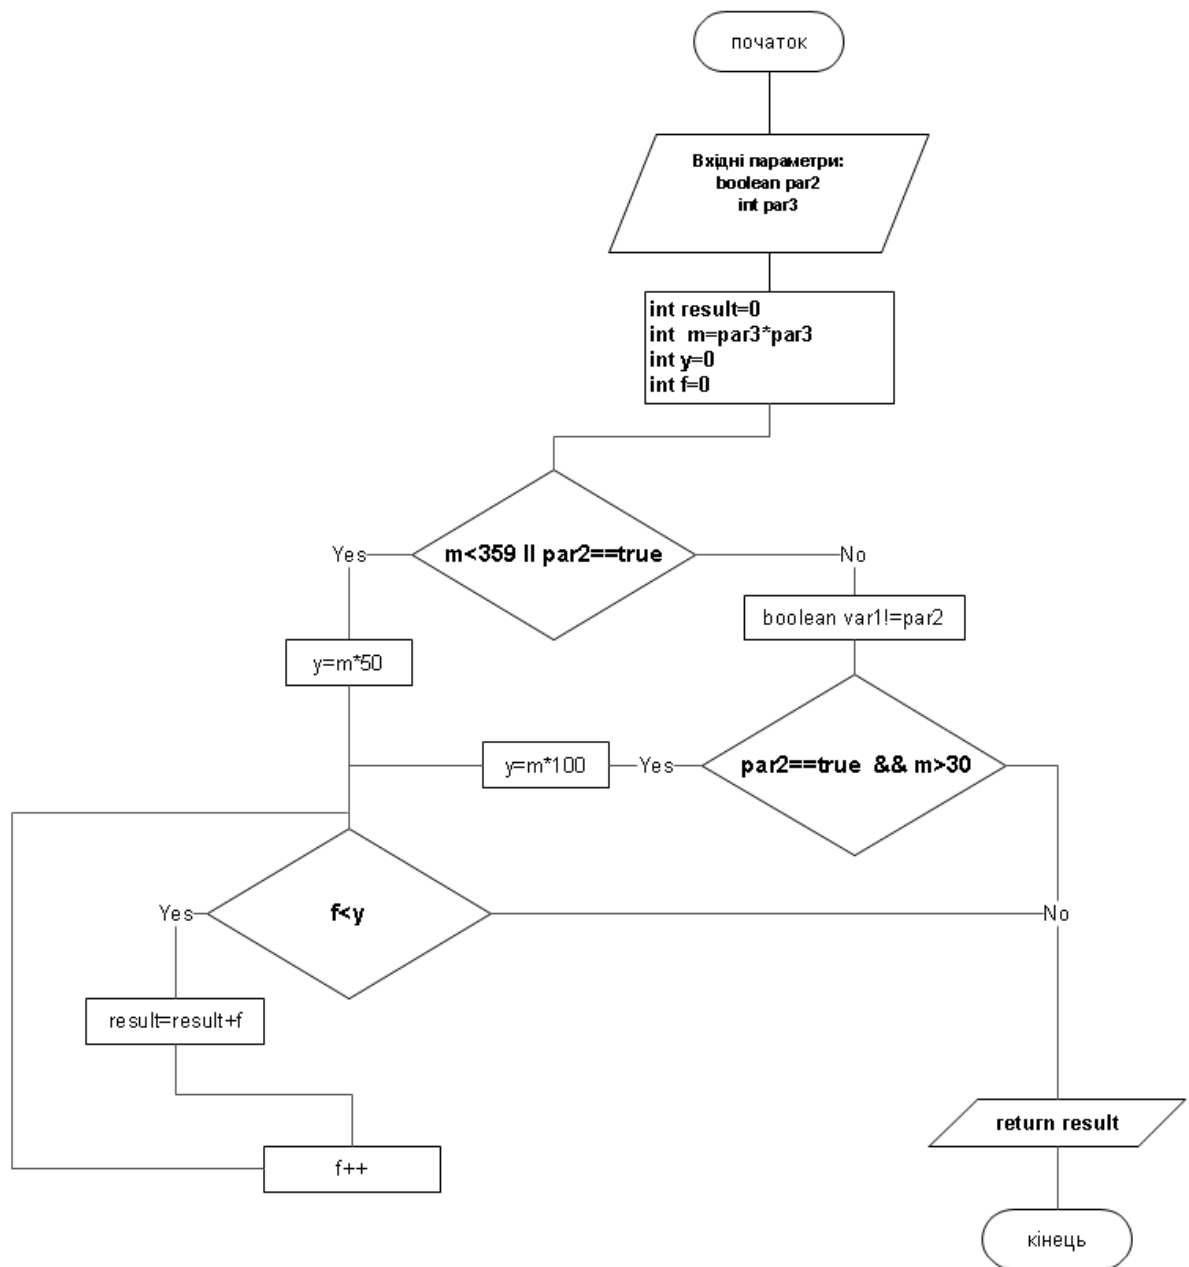 початок
Вхідні параметри:
boolean par2
int par3
int result=0
int  m=par3*par3
int y=0
int f=0
m<359 || par2==true
Yes
No
boolean var1!=par2
y=m*50
par2==true  && m>30
Yes
y=m*100
f<y
Yes
No
result=result+f
f++
return result
кінець